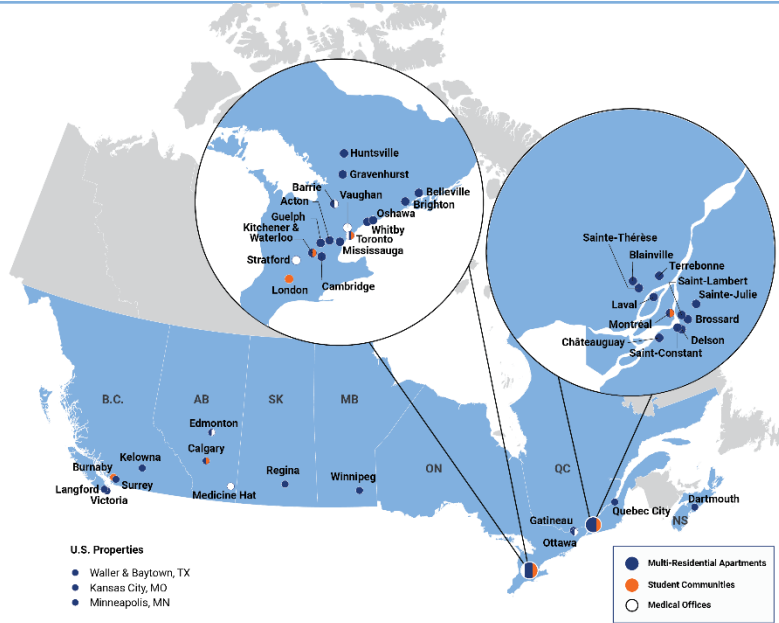 Huntsville
Gravenhurst
Barrie
Vaughan
Belleville
Acton
Brighton
Guelph
Oshawa
Kitchener &
Waterloo
Whitby
Toronto
Mississauga
Stratford
London
Cambridge
Sainte-Thérèse
Blainville
Terrebonne
Saint-Lambert
Sainte-Julie
Laval
Montréal
Brossard
Châteauguay
Delson
Saint-Constant
B.C.
AB
SK
MB
ON
QC
NS
Edmonton
Calgary
Kelowna
Burnaby
Surrey
Langford
Victoria
Medicine Hat
Regina
Winnipeg
Gatineau
Ottawa
Quebec City
Dartmouth
U.S. Properties
Waller & Baytown, TX
Kansas City, MO
Minneapolis, MN
Multi-Residential Apartments
Student Communities
Medical Offices